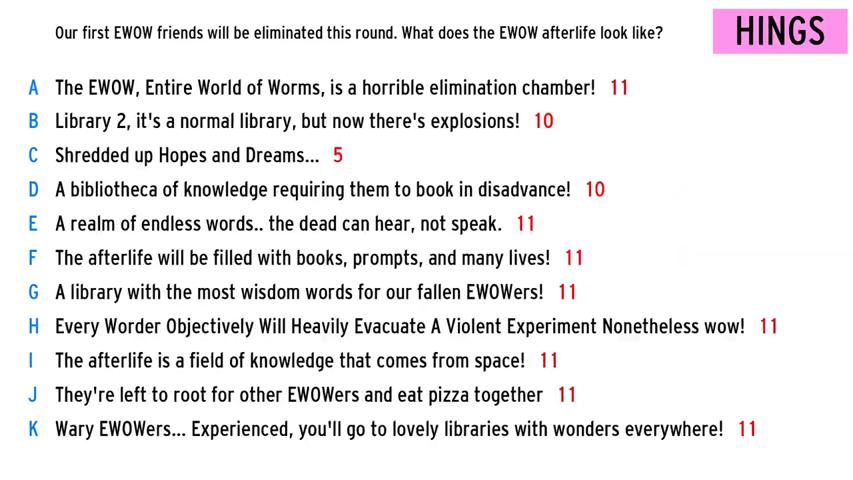 Our first EWOW friends will be eliminated this round. What does the EWOW afterlife look like?
HINGS
A The EWOW, Entire World of Worms, is a horrible elimination chamber! 11
B Library 2, it's a normal library, but now there's explosions! 10
C Shredded up Hopes and Dreams... 5
D A bibliotheca of knowledge requiring them to book in disadvance! 10
E A realm of endless words.. the dead can hear, not speak. 11
F The afterlife will be filled with books, prompts, and many lives! 11
G A library with the most wisdom words for our fallen EWOWers! 11
H Every Worder Objectively Will Heavily Evacuate A Violent Experiment Nonetheless wow! 11
I The afterlife is a field of knowledge that comes from space! 11
J They're left to root for other EWOWers and eat pizza together 11
K Wary EWOWers... Experienced, you'll go to lovely libraries with wonders everywhere! 11